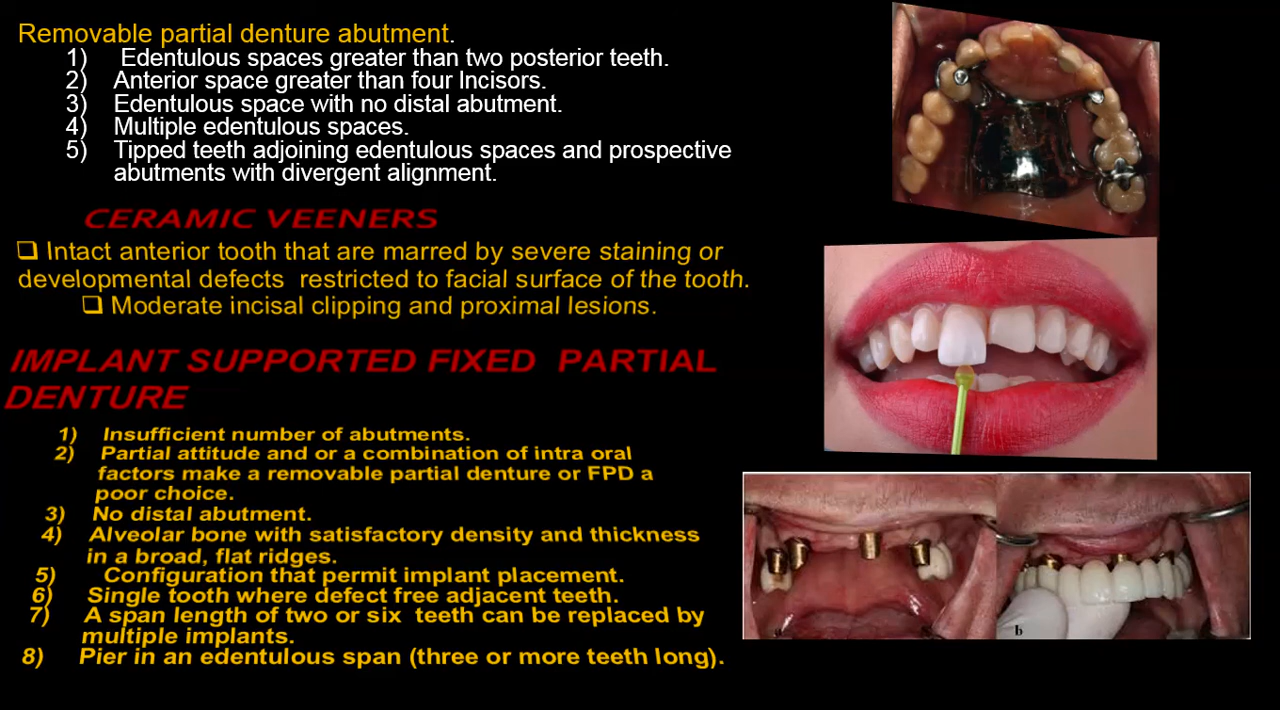 Removable partial denture abutment.
1) Edentulous spaces greater than two posterior teeth.
2) Anterior space greater than four Incisors.
3) Edentulous space with no distal abutment.
4) Multiple edentulous spaces.
5) Tipped teeth adjoining edentulous spaces and prospective
abutments with divergent alignment.
CERAMIC VEENERS
❑ Intact anterior tooth that are marred by severe staining or
developmental defects restricted to facial surface of the tooth.
❑ Moderate incisal clipping and proximal lesions.
IMPLANT SUPPORTED FIXED PARTIAL
DENTURE
1) Insufficient number of abutments.
2) Partial attitude and or a combination of intra oral
factors make a removable partial denture or FPD a
poor choice.
3) No distal abutment.
4) Alveolar bone with satisfactory density and thickness
in a broad, flat ridges.
5) Configuration that permit implant placement.
6) Single tooth where defect free adjacent teeth.
7) A span length of two or six teeth can be replaced by
multiple implants.
8) Pier in an edentulous span (three or more teeth long).
b